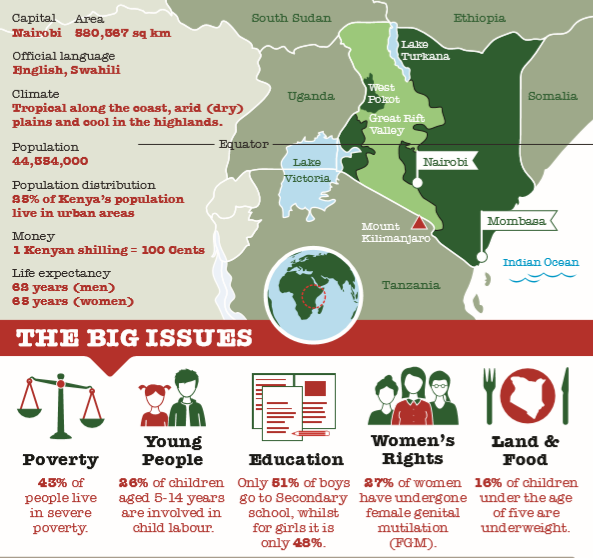 Capital Area
Nairobi 580,367 sq km
Official language
English, Swahili
Climate
Tropical along the coast, arid (dry)
plains and cool in the highlands.
Population
44,354,000
Population distribution
25% of Kenya's population
live in urban areas
Money
1 Kenyan shilling = 100 Cents
Life expectancy
62 years (men)
65 years (women)
South Sudan
Ethiopia
Lake
Turkana
Uganda
West
Pokot
Somalia
Great Rift
Valley
Equator
Lake
Victoria
Nairobi
Mombasa
Mount
Kilimanjaro
Indian Ocean
Tanzania
THE BIG ISSUES
Poverty
43% of
people live
in severe
poverty.
Young
People
26% of children
aged 5-14 years
are involved in
child labour.
Education
Only 51% of boys
go to Secondary
school, whilst
for girls it is
only 48%.
Women's
Rights
27% of women
have undergone
female genital
mutilation
(FGM).
Land &
Food
16% of children
under the age
of five are
underweight.